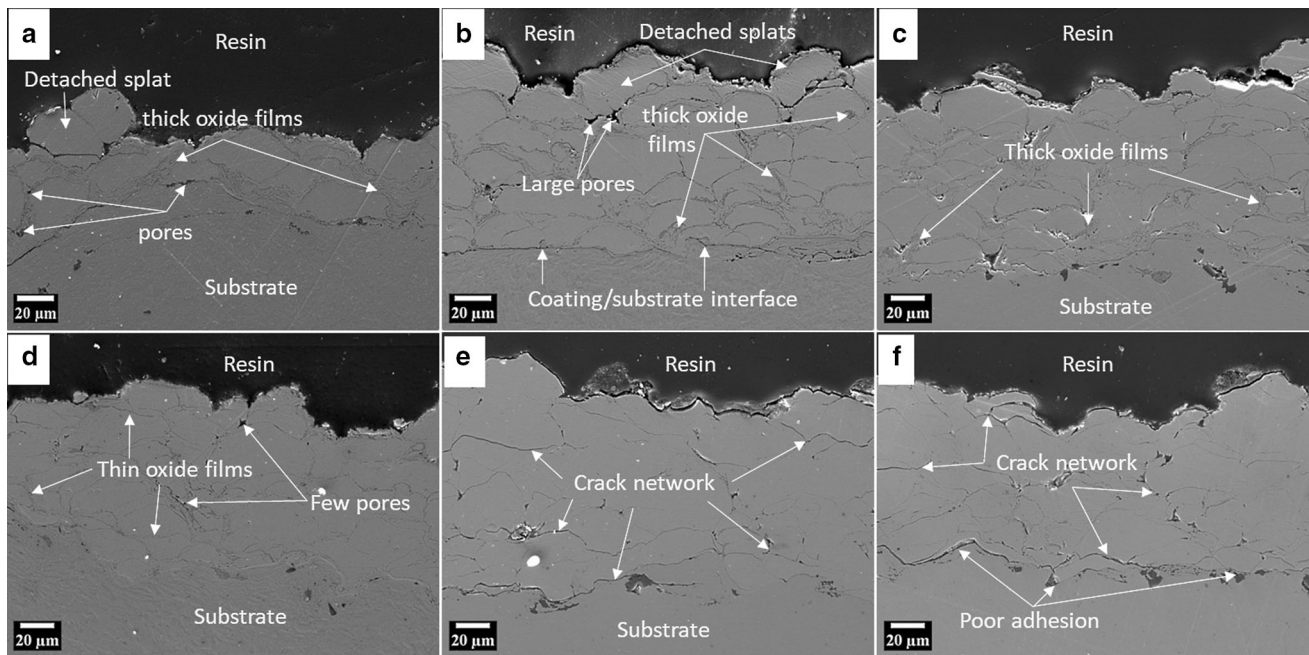 a
Resin
Detached splat
thick oxide films
pores
Substrate
20 µm
b
Resin
Detached splats
thick oxide
films
Large pores
Coating/substrate interface
20 µm
c
Resin
Thick oxide films
Substrate
20 µm
d
Resin
Thin oxide films
Few pores
Substrate
20 µm
e
Resin
Crack network
Substrate
20 µm
f
Resin
Crack network
Poor adhesion
20 µm